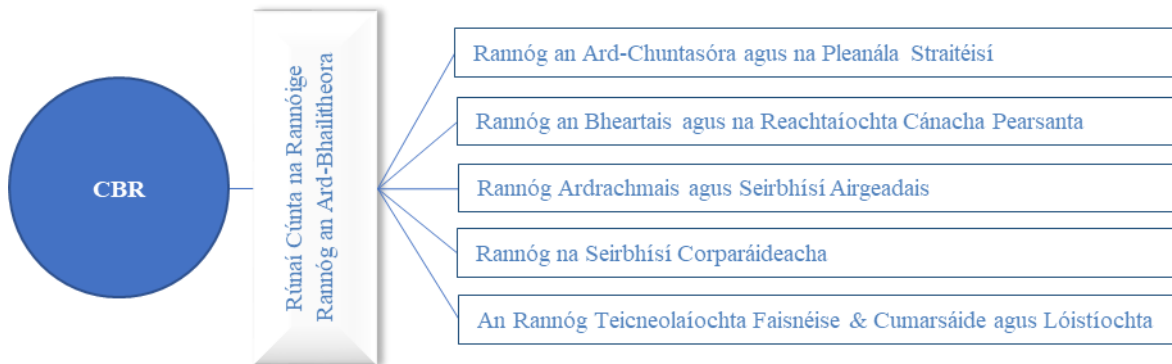 CBR
Rúnaí Cúnta na Rannóige
Rannóg an Ard-Bhailitheora
Rannóg an Ard-Chuntasóra agus na Pleanála Straitéisí
Rannóg an Bheartais agus na Reachtaíochta Cánacha Pearsanta
Rannóg Ardrachmais agus Seirbhísí Airgeadais
Rannóg na Seirbhísí Corparáideacha
An Rannóg Teicneolaíochta Faisnéise & Cumarsáide agus Lóistíochta